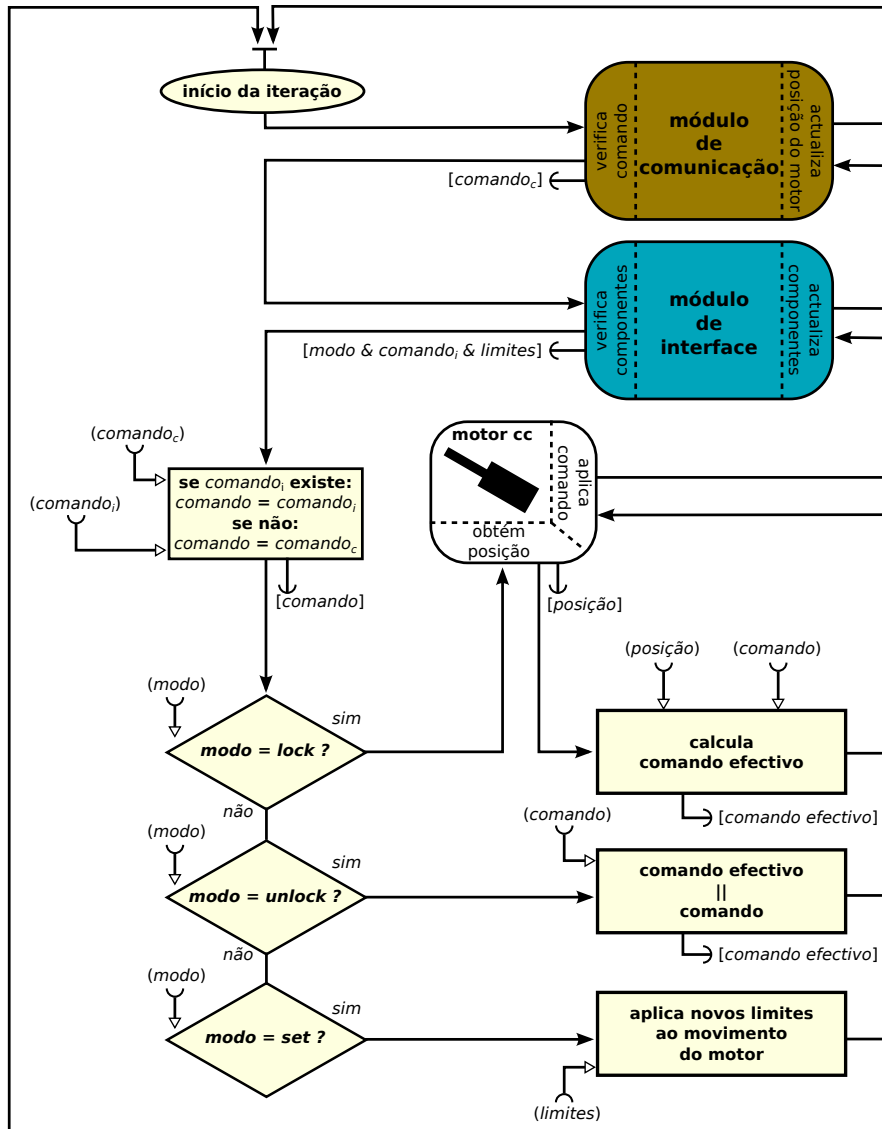 início da iteração
verifica
comando
módulo
de
comunicação
actualiza
posição do motor
[comando_c]
verifica
componentes
módulo
de
interface
actualiza
componentes
[modo & comando_i & limites]
(comando_c)
(comando_i)
se comando_i existe:
comando = comando_i
se não:
comando = comando_c
[comando]
motor cc
aplica
comando
obtém
posição
[posição]
(posição)
(comando)
(modo)
sim
modo = lock ?
não
calcula
comando efectivo
[comando efectivo]
(modo)
sim
modo = unlock ?
não
(comando)
comando efectivo
||
comando
[comando efectivo]
(modo)
sim
modo = set ?
aplica novos limites
ao movimento
do motor
(limites)